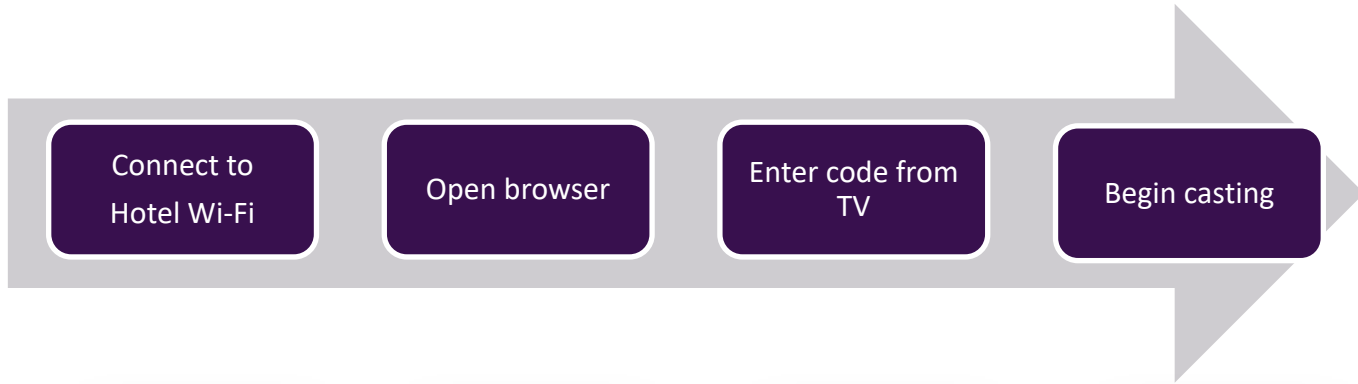 Connect to
Hotel Wi-Fi
Open browser
Enter code from
TV
Begin casting